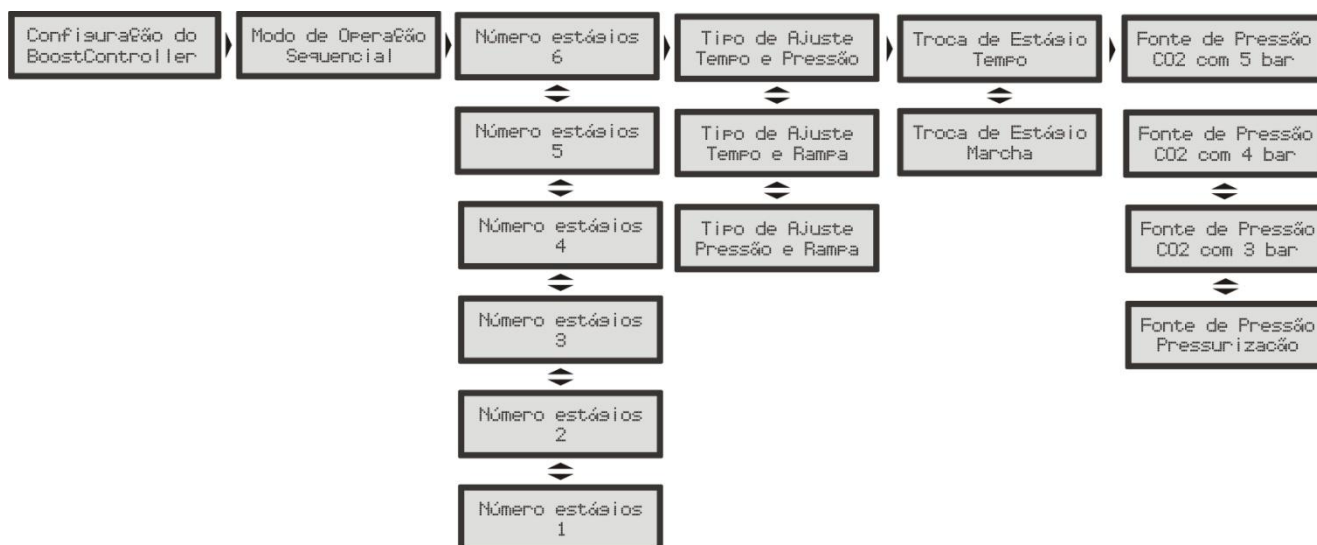 Configuração do
BoostController
Modo de Operação
Sequencial
Número estágios
6
Número estágios
5
Número estágios
4
Número estágios
3
Número estágios
2
Número estágios
1
Tipo de Ajuste
Tempo e Pressão
Tipo de Ajuste
Tempo e Rampa
Tipo de Ajuste
Pressão e Rampa
Troca de Estágio
Tempo
Troca de Estágio
Marcha
Fonte de Pressão
CO2 com 5 bar
Fonte de Pressão
CO2 com 4 bar
Fonte de Pressão
CO2 com 3 bar
Fonte de Pressão
Pressurizacão